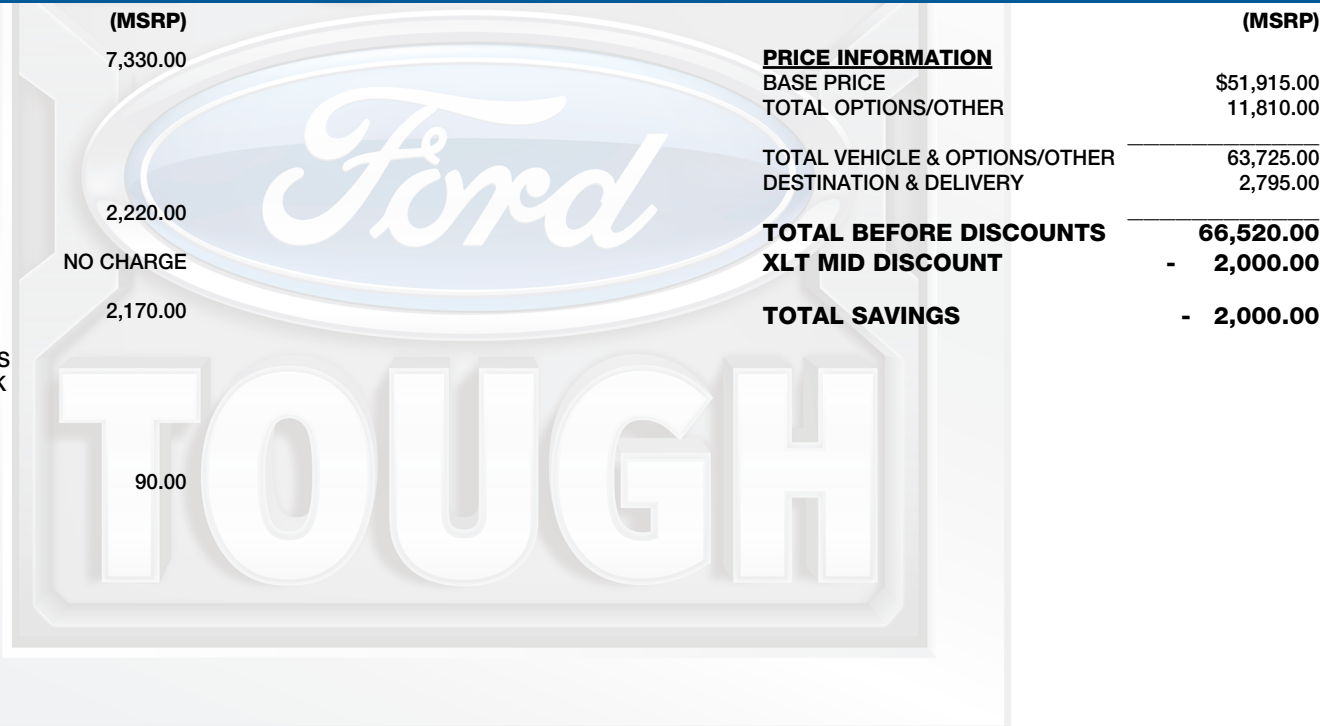 (MSRP)
7,330.00
2,220.00
NO CHARGE
2,170.00
S
K
90.00
Ford
TOUGH
(MSRP)
PRICE INFORMATION
BASE PRICE $51,915.00
TOTAL OPTIONS/OTHER 11,810.00
TOTAL VEHICLE & OPTIONS/OTHER 63,725.00
DESTINATION & DELIVERY 2,795.00
TOTAL BEFORE DISCOUNTS 66,520.00
XLT MID DISCOUNT - 2,000.00
TOTAL SAVINGS - 2,000.00